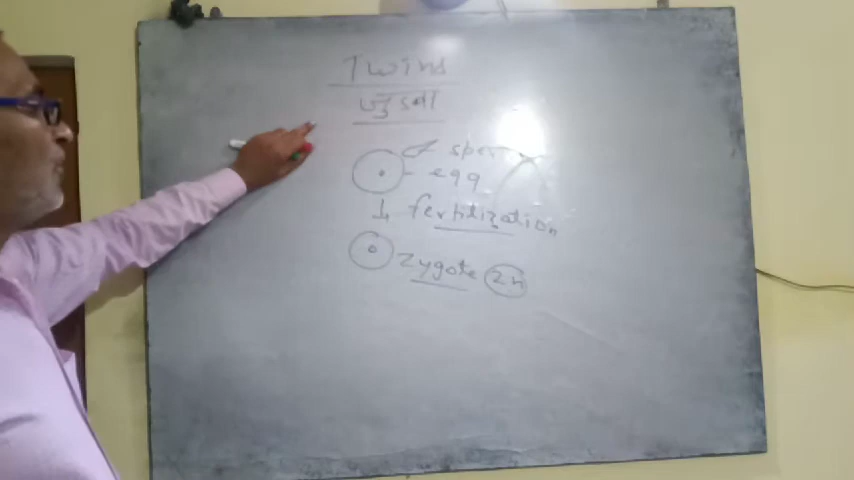 Twins
जुड़वा
sperm
egg
fertilization
zygote 2n